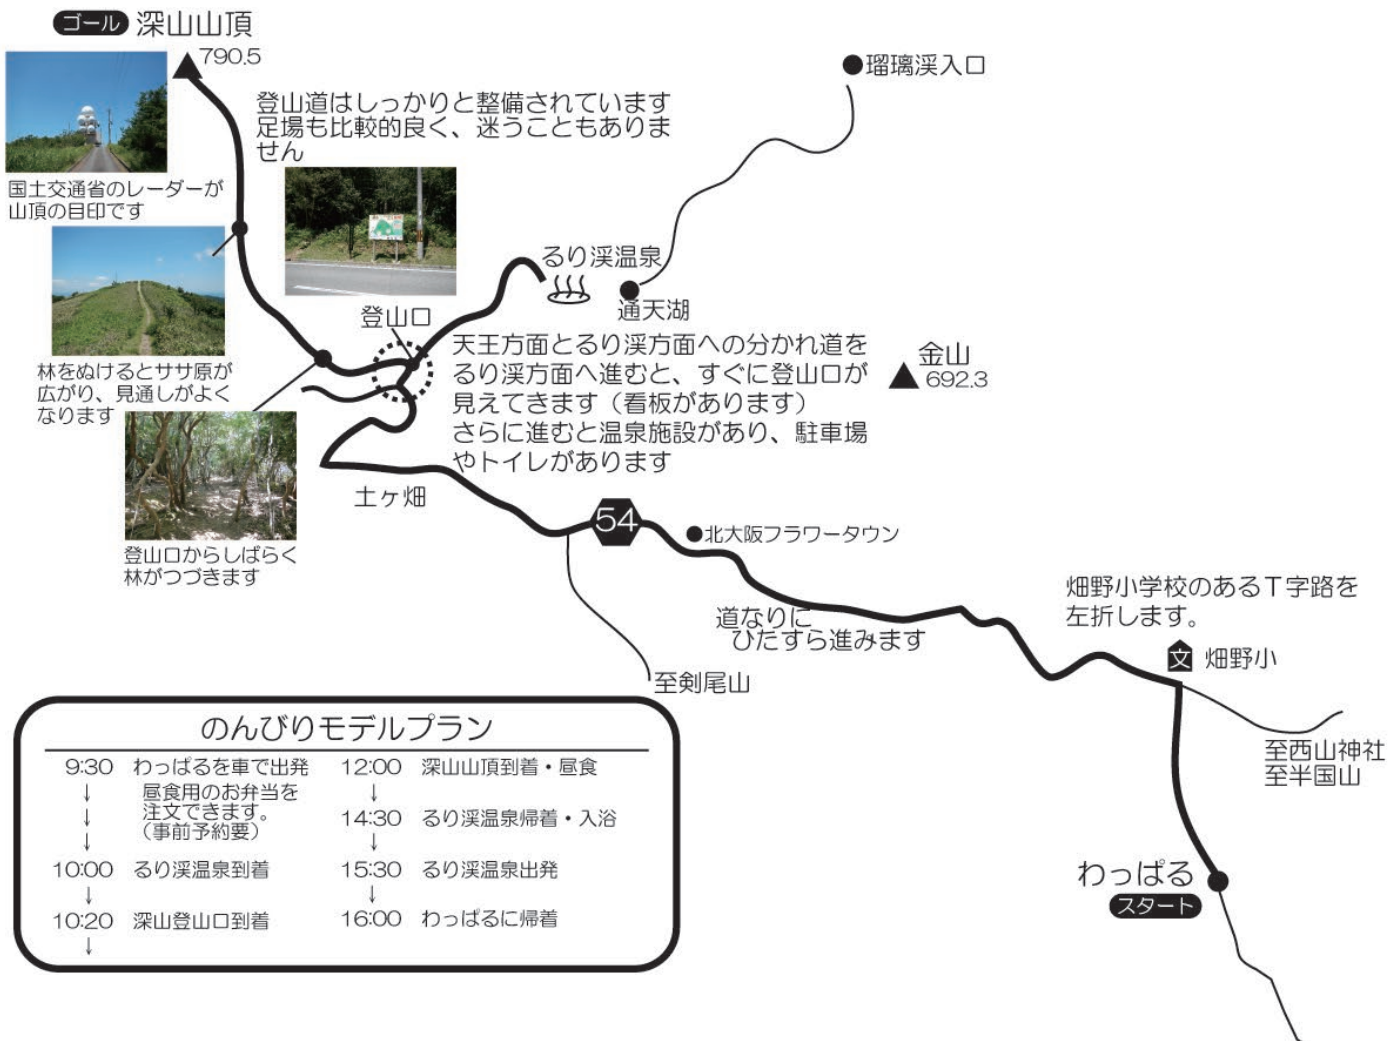 ゴール 深山山頂
790.5
国土交通省のレーダーが
山頂の目印です
登山道はしっかりと整備されています
足場も比較的良く、迷うこともありま
せん
瑠璃渓入口
るり渓温泉
通天湖
登山口
林をぬけるとササ原が
広がり、見通しがよく
なります
天王方面とるり渓方面への分かれ道を
るり渓方面へ進むと、すぐに登山口が
見えてきます（看板があります）
さらに進むと温泉施設があり、駐車場
やトイレがあります
金山
692.3
登山口からしばらく
林がつづきます
土ヶ畑
54
北大阪フラワータウン
道なりに
ひたすら進みます
至剣尾山
畑野小学校のあるT字路を
左折します。
文 畑野小
至西山神社
至半国山
わっぱる
スタート
のんびりモデルプラン
9:30 わっぱるを車で出発
↓ 昼食用のお弁当を
↓ 注文できます。
↓ （事前予約要）
10:00 るり渓温泉到着
↓
10:20 深山登山口到着
↓
12:00 深山山頂到着・昼食
↓
14:30 るり渓温泉帰着・入浴
↓
15:30 るり渓温泉出発
↓
16:00 わっぱるに帰着